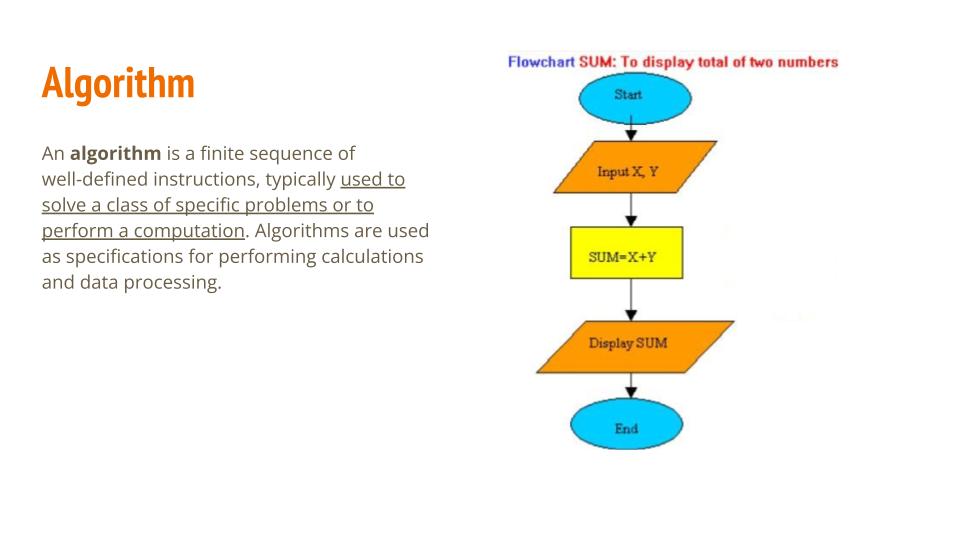 Algorithm
An algorithm is a finite sequence of
well-defined instructions, typically used to
solve a class of specific problems or to
perform a computation. Algorithms are used
as specifications for performing calculations
and data processing.
Flowchart SUM: To display total of two numbers
Start
Input X, Y
SUM=X+Y
Display SUM
End